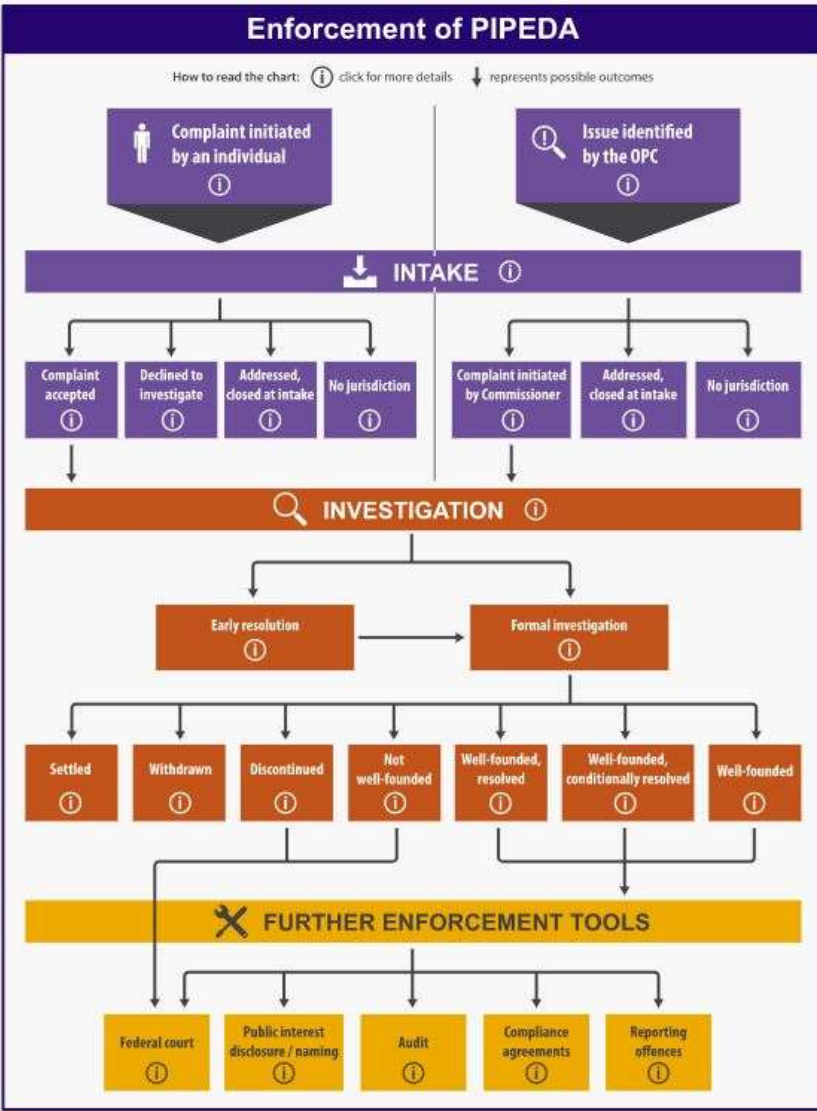 Enforcement of PIPEDA
How to read the chart: i click for more details represents possible outcomes
Complaint initiated
by an individual
i
Issue identified
by the OPC
i
INTAKE i
Complaint
accepted
i
Declined to
investigate
i
Addressed,
closed at intake
i
No jurisdiction
i
Complaint initiated
by Commissioner
i
Addressed,
closed at intake
i
No jurisdiction
i
INVESTIGATION i
Early resolution
i
Formal investigation
i
Settled
i
Withdrawn
i
Discontinued
i
Not
well-founded
i
Well-founded,
resolved
i
Well-founded,
conditionally resolved
i
Well-founded
i
FURTHER ENFORCEMENT TOOLS
Federal court
i
Public interest
disclosure / naming
i
Audit
i
Compliance
agreements
i
Reporting
offences
i